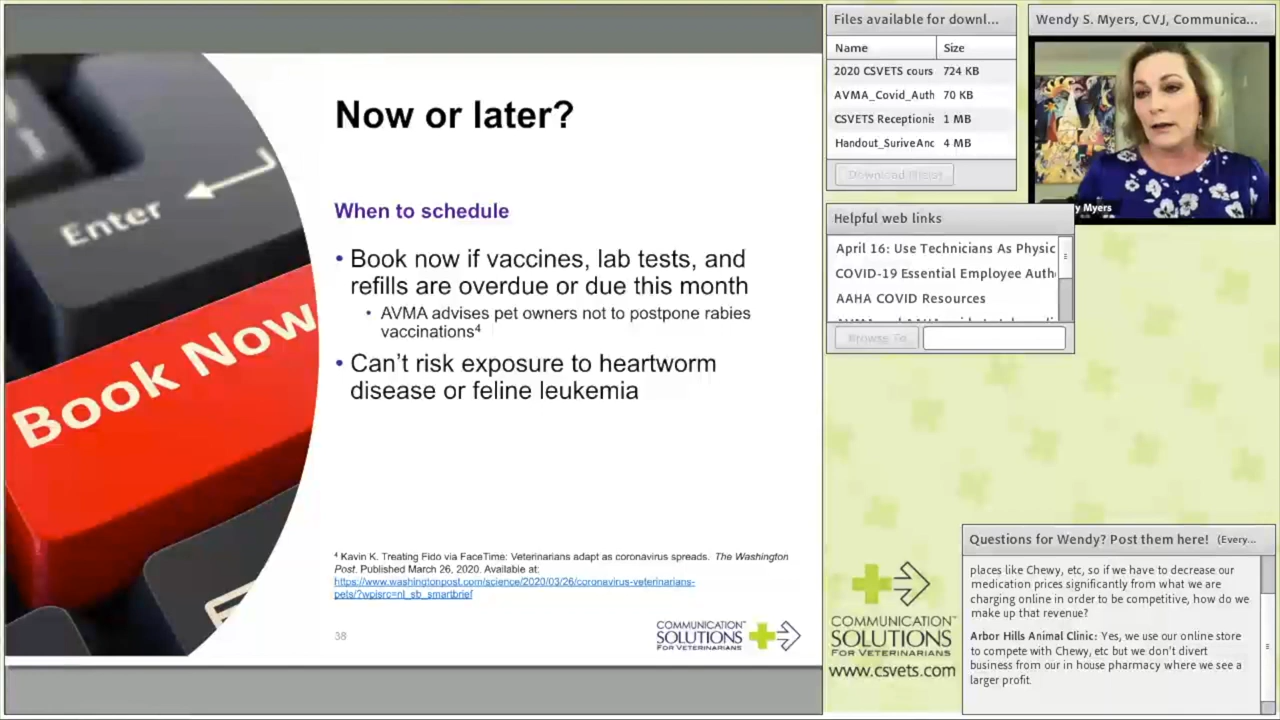 Now or later?
When to schedule
• Book now if vaccines, lab tests, and
refills are overdue or due this month
• AVMA advises pet owners not to postpone rabies
vaccinations⁴
• Can't risk exposure to heartworm
disease or feline leukemia
Enter
Book Now
⁴ Kavin K. Treating Fido via FaceTime: Veterinarians adapt as coronavirus spreads. The Washington
Post. Published March 26, 2020. Available at:
https://www.washingtonpost.com/science/2020/03/26/coronavirus-veterinarians-
pets/?wpisrc=nl_sb_smartbrief
38
COMMUNICATION™
SOLUTIONS
FOR VETERINARIANS
Files available for downl...
Name Size
2020 CSVETS cours 724 KB
AVMA_Covid_Auth 70 KB
CSVETS Receptionis 1 MB
Handout_SuriveAnc 4 MB
Download File(s)
Wendy S. Myers, CVJ, Communica...
y Myers
Helpful web links
April 16: Use Technicians As Physic
COVID-19 Essential Employee Auth
AAHA COVID Resources
Browse To
COMMUNICATION™
SOLUTIONS
FOR VETERINARIANS
www.csvets.com
Questions for Wendy? Post them here! (Every...
places like Chewy, etc, so if we have to decrease our
medication prices significantly from what we are
charging online in order to be competitive, how do we
make up that revenue?
Arbor Hills Animal Clinic: Yes, we use our online store
to compete with Chewy, etc but we don't divert
business from our in house pharmacy where we see a
larger profit.